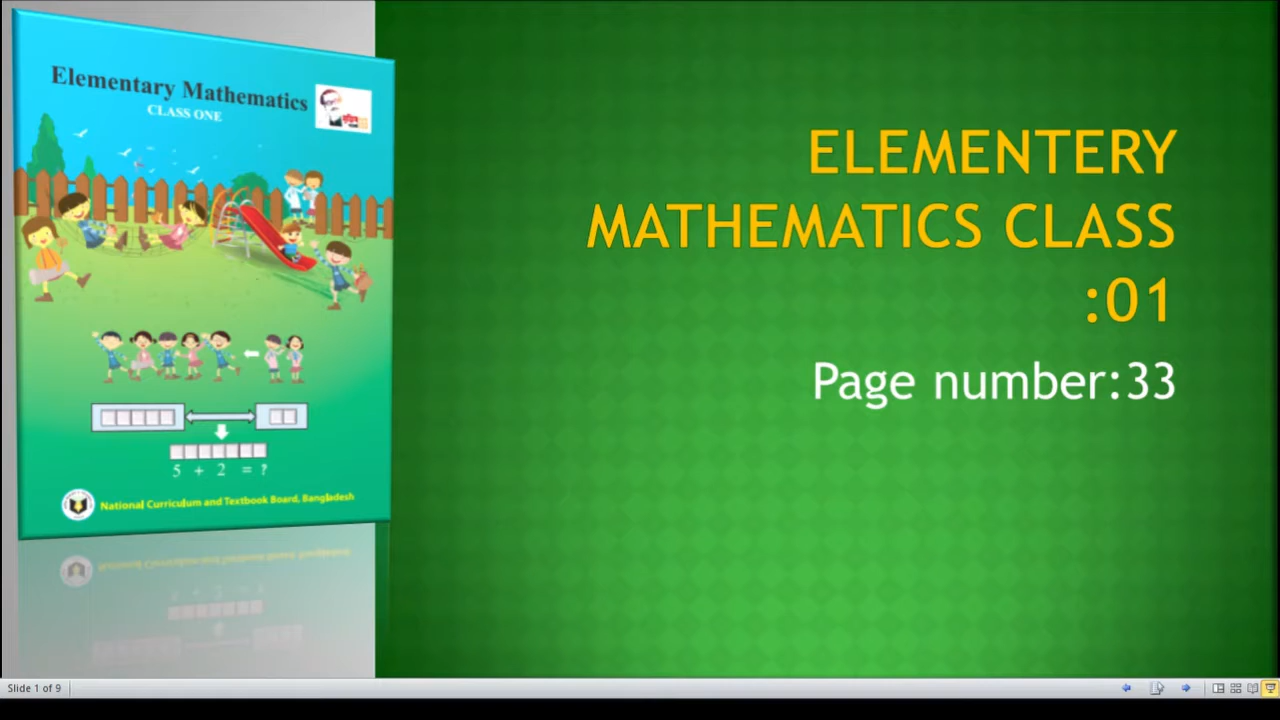 Elementary Mathematics
CLASS ONE
5 + 2 = ?
National Curriculum and Textbook Board, Bangladesh
ELEMENTERY
MATHEMATICS CLASS
:01
Page number:33
Slide 1 of 9